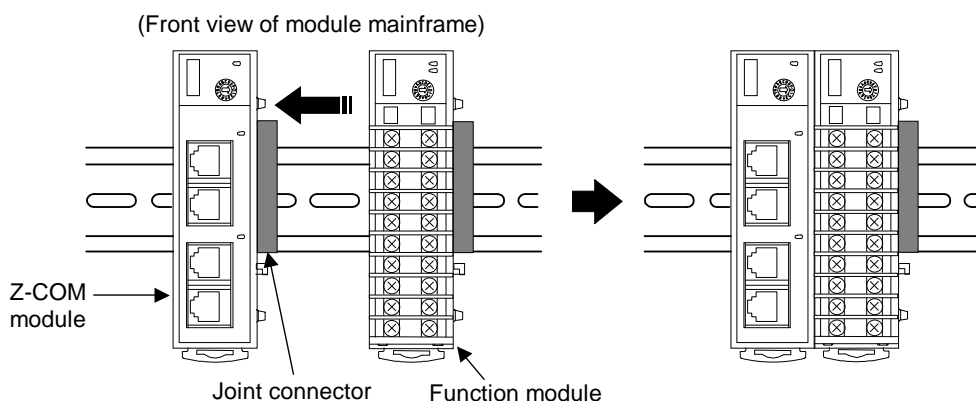 (Front view of module mainframe)
Z-COM
module
Joint connector
Function module